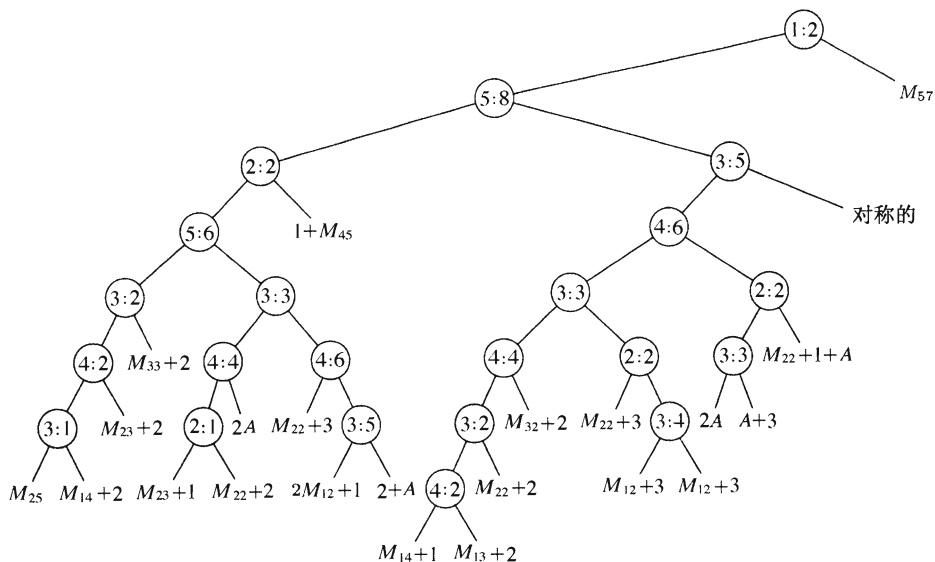 1:2
5:8 M₅₇
2:2 3:5
5:6 1+M₄₅ 4:6 对称的
3:2 3:3 3:3 2:2
4:2 M₃₃+2 4:4 4:6 4:4 2:2 3:3 M₂₂+1+A
3:1 M₂₃+2 2:1 2A M₂₂+3 3:5 3:2 M₃₂+2 M₂₂+3 3:4 2A A+3
M₂₅ M₁₄+2 M₂₃+1 M₂₂+2 2M₁₂+1 2+A 4:2 M₂₂+2 M₁₂+3 M₁₂+3
M₁₄+1 M₁₃+2